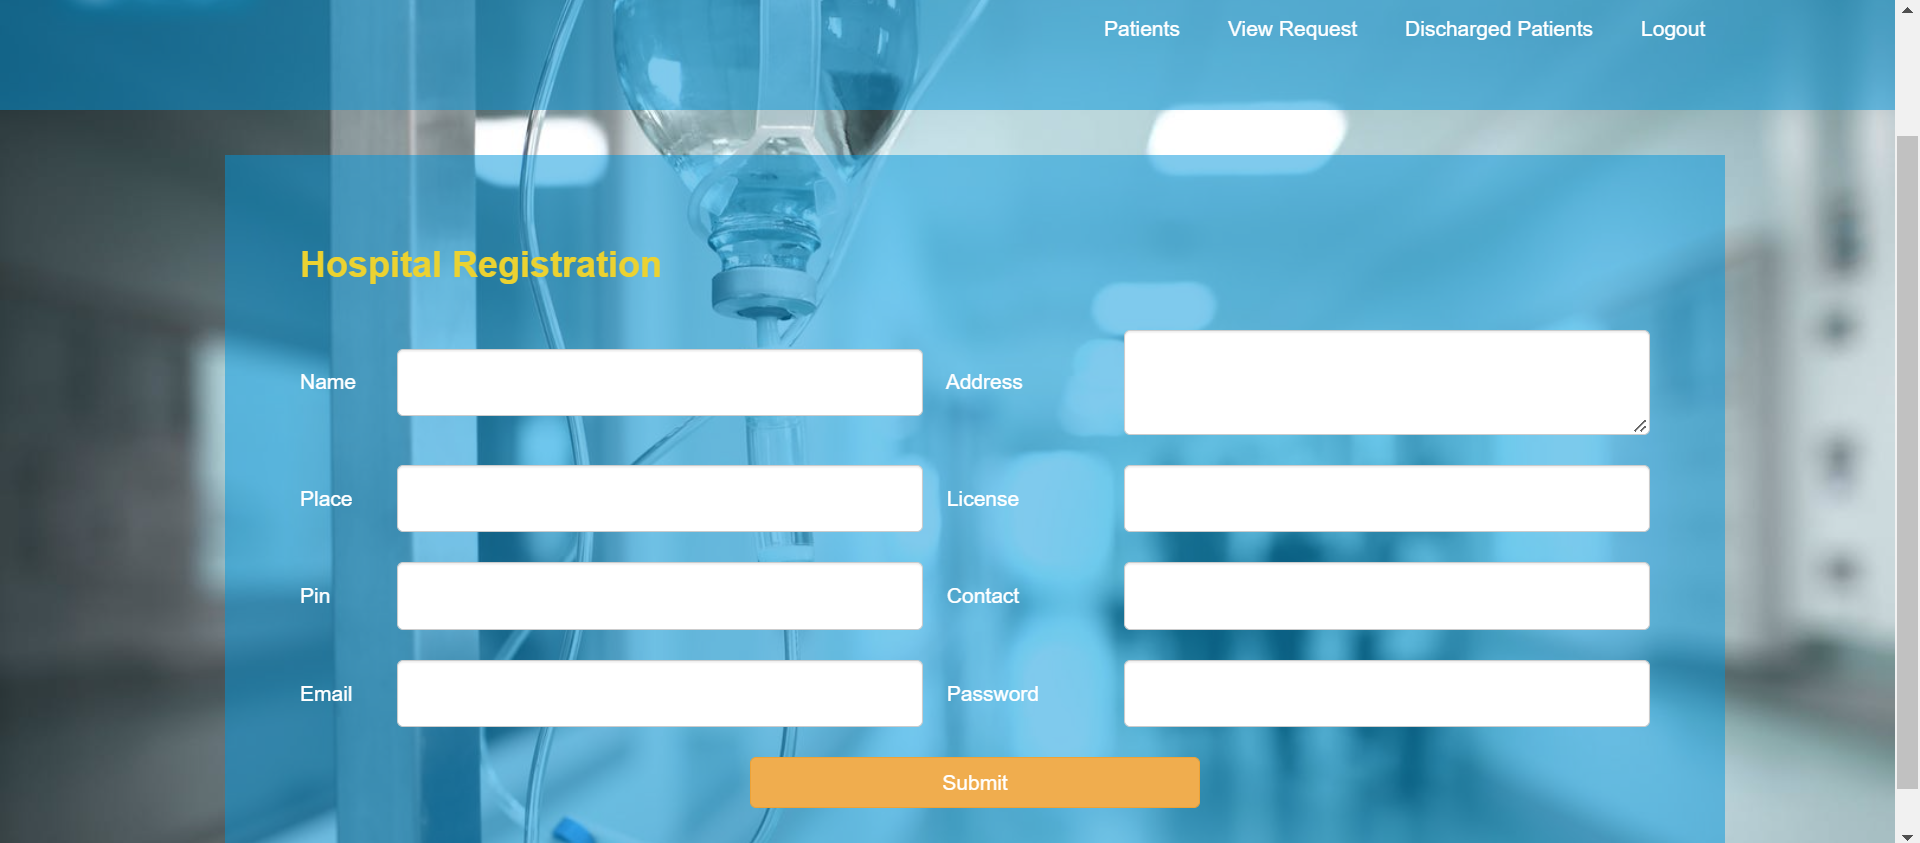 Patients View Request Discharged Patients Logout
Hospital Registration
Name Address
Place License
Pin Contact
Email Password
Submit